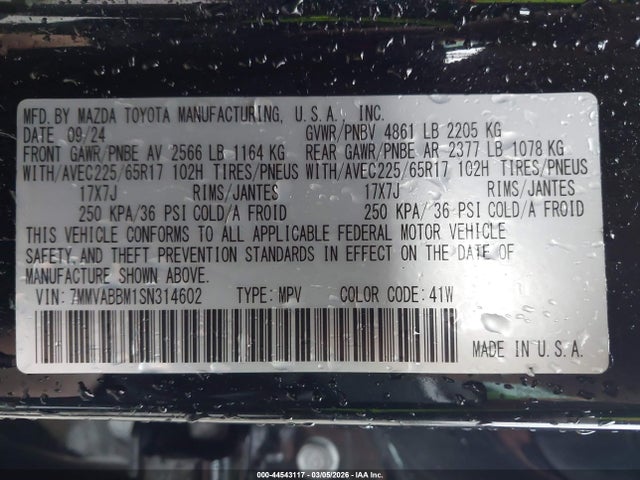 MFD. BY MAZDA TOYOTA MANUFACTURING, U.S.A., INC.
DATE 09/24 GVWR/PNBV 4861 LB 2205 KG
FRONT GAWR/PNBE AV 2566 LB 1164 KG REAR GAWR/PNBE AR 2377 LB 1078 KG
WITH/AVEC225/65R17 102H TIRES/PNEUS WITH/AVEC225/65R17 102H TIRES/PNEUS
17X7J RIMS/JANTES 17X7J RIMS/JANTES
250 KPA/36 PSI COLD/A FROID 250 KPA/ 36 PSI COLD/A FROID
THIS VEHICLE CONFORMS TO ALL APPLICABLE FEDERAL MOTOR VEHICLE
SAFETY AND THEFT PREVENTION STANDARDS IN EFFECT ON THE DATE OF
MANUFACTURE SHOWN ABOVE.
VIN: 7MMVABBM1SN314602 TYPE: MPV COLOR CODE: 41W
MADE IN U.S.A.
000-44543117 - 03/05/2026 - IAA Inc.